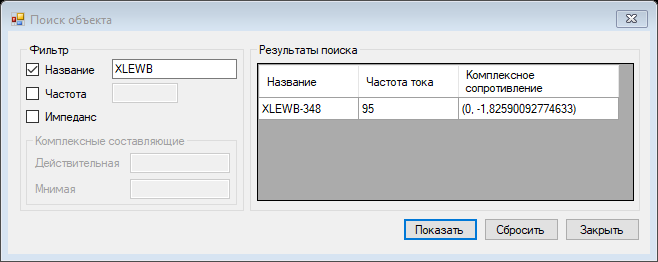 Поиск объекта
Фильтр
Название
XLEWB
Частота
Импеданс
Комплексные составляющие
Действительная
Мнимая
Результаты поиска
Название
Частота тока
Комплексное
сопротивление
XLEWB-348
95
(0, -1,82590092774633)
Показать
Сбросить
Закрыть